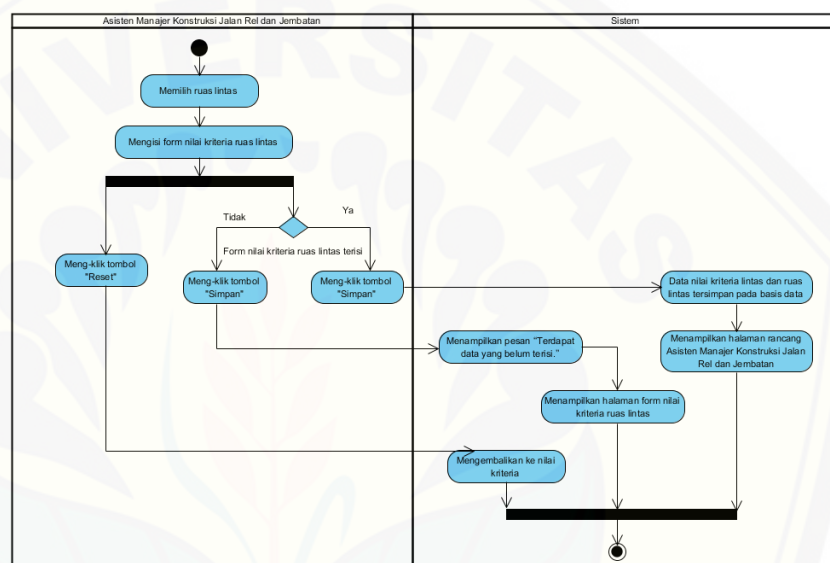 Asisten Manajer Konstruksi Jalan Rel dan Jembatan
Sistem
Memilih ruas lintas
Mengisi form nilai kriteria ruas lintas
Tidak
Ya
Form nilai kriteria ruas lintas terisi
Meng-klik tombol
"Reset"
Meng-klik tombol
"Simpan"
Meng-klik tombol
"Simpan"
Data nilai kriteria lintas dan ruas
lintas tersimpan pada basis data
Menampilkan pesan "Terdapat
data yang belum terisi."
Menampilkan halaman rancang
Asisten Manajer Konstruksi Jalan
Rel dan Jembatan
Menampilkan halaman form nilai
kriteria ruas lintas
Mengembalikan ke nilai
kriteria
UNIVERSITAS